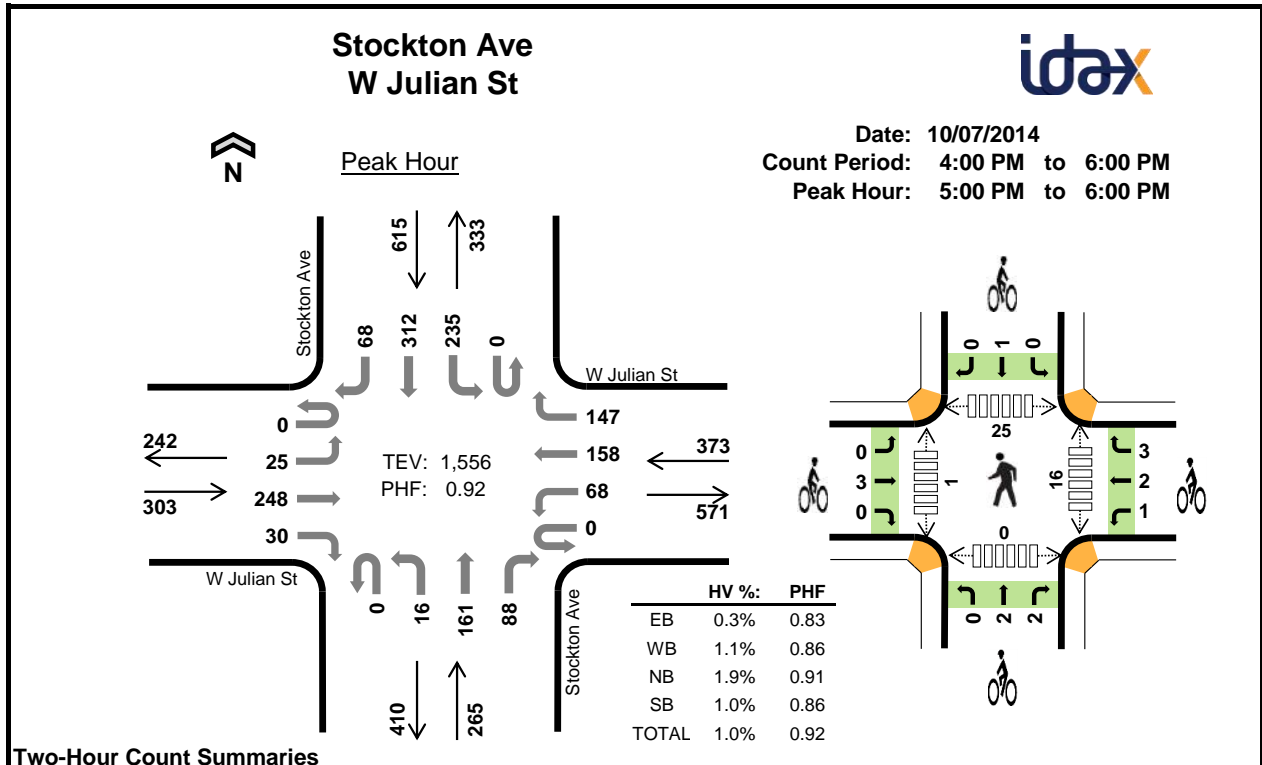 Stockton Ave
W Julian St
idax
N
Peak Hour
Date: 10/07/2014
Count Period: 4:00 PM to 6:00 PM
Peak Hour: 5:00 PM to 6:00 PM
615
333
Stockton Ave
68
312
235
0
W Julian St
0
25
248
30
242
303
TEV: 1,556
PHF: 0.92
147
158
68
0
373
571
W Julian St
0
16
161
88
Stockton Ave
410
265
HV %: PHF
EB 0.3% 0.83
WB 1.1% 0.86
NB 1.9% 0.91
SB 1.0% 0.86
TOTAL 1.0% 0.92
0 1 0
25
0
3
0
1
16
3
2
1
0
0 2 2
Two-Hour Count Summaries